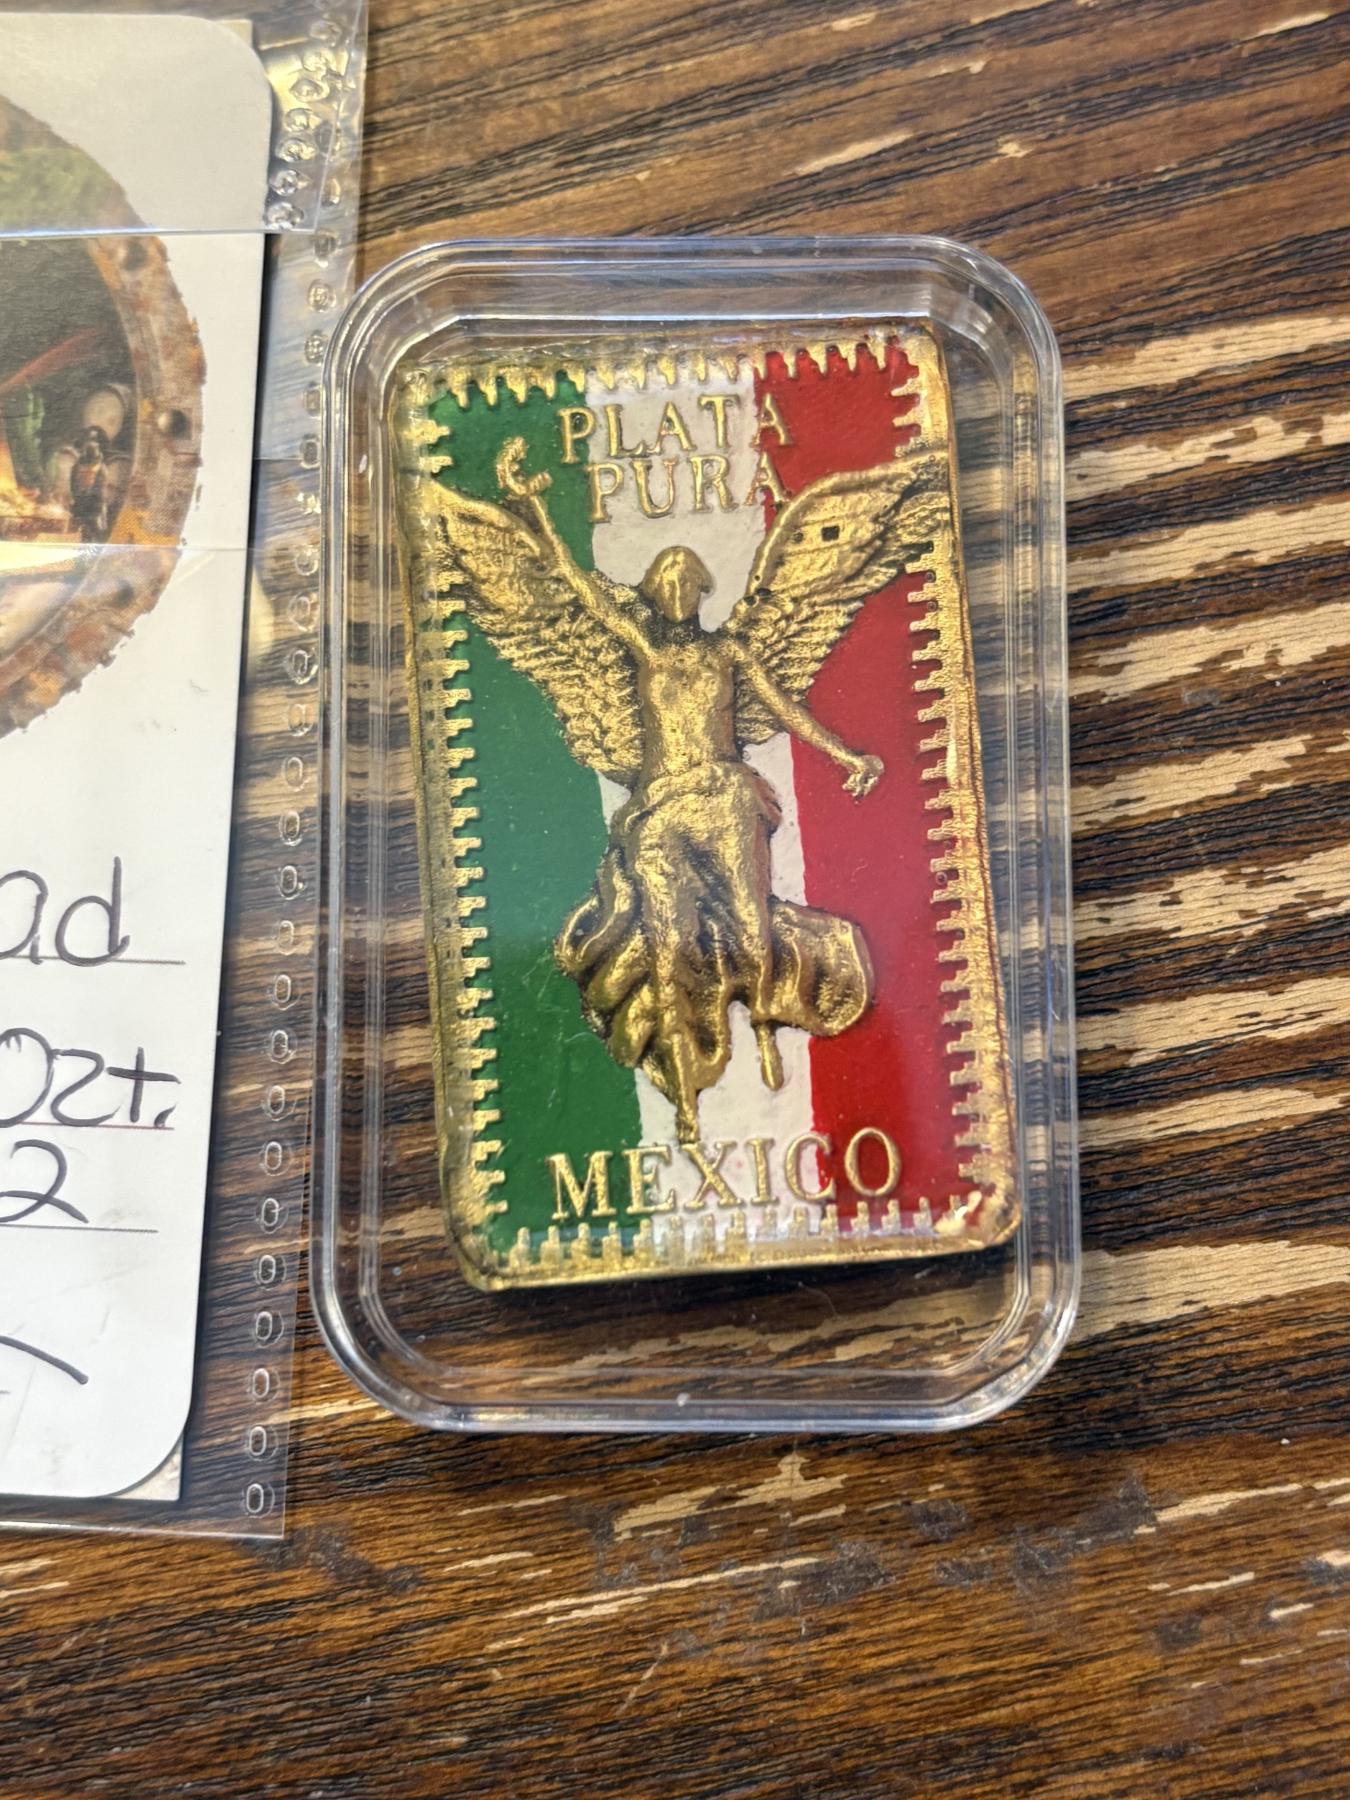 PLATA
PURA
MEXICO
ad
Ozt.
2